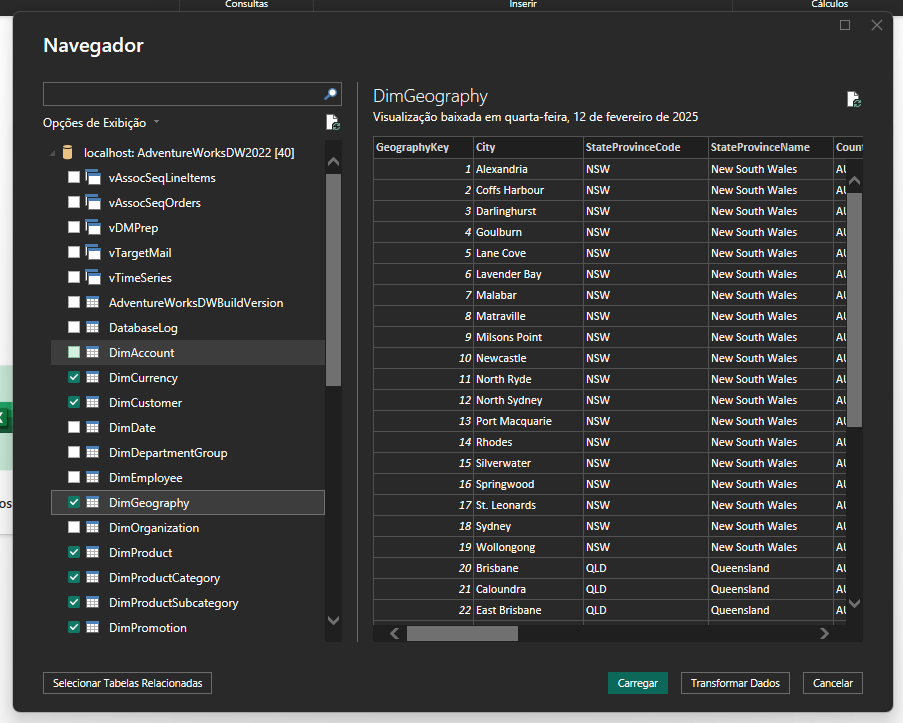 Consultas Inserir Cálculos
Navegador
Opções de Exibição
localhost: AdventureWorksDW2022 [40]
vAssocSeqLineItems
vAssocSeqOrders
vDMPrep
vTargetMail
vTimeSeries
AdventureWorksDWBuildVersion
DatabaseLog
DimAccount
DimCurrency
DimCustomer
DimDate
DimDepartmentGroup
DimEmployee
DimGeography
DimOrganization
DimProduct
DimProductCategory
DimProductSubcategory
DimPromotion
DimGeography
Visualização baixada em quarta-feira, 12 de fevereiro de 2025
GeographyKey City StateProvinceCode StateProvinceName Count
1 Alexandria NSW New South Wales AU
2 Coffs Harbour NSW New South Wales AU
3 Darlinghurst NSW New South Wales AU
4 Goulburn NSW New South Wales AU
5 Lane Cove NSW New South Wales AU
6 Lavender Bay NSW New South Wales AU
7 Malabar NSW New South Wales AU
8 Matraville NSW New South Wales AU
9 Milsons Point NSW New South Wales AU
10 Newcastle NSW New South Wales AU
11 North Ryde NSW New South Wales AU
12 North Sydney NSW New South Wales AU
13 Port Macquarie NSW New South Wales AU
14 Rhodes NSW New South Wales AU
15 Silverwater NSW New South Wales AU
16 Springwood NSW New South Wales AU
17 St. Leonards NSW New South Wales AU
18 Sydney NSW New South Wales AU
19 Wollongong NSW New South Wales AU
20 Brisbane QLD Queensland AU
21 Caloundra QLD Queensland AU
22 East Brisbane QLD Queensland AU
os
Selecionar Tabelas Relacionadas Carregar Transformar Dados Cancelar